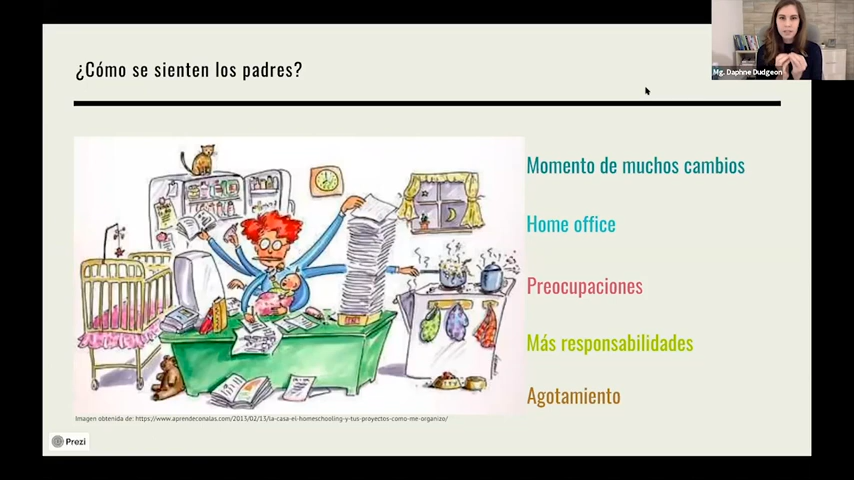 Mg. Daphne Dudgeon
¿Cómo se sienten los padres?
Momento de muchos cambios
Home office
Preocupaciones
Más responsabilidades
Agotamiento
Imagen obtenida de: https://www.aprendeconalas.com/2013/02/13/la-casa-el-homeschooling-y-tus-proyectos-como-me-organizo/
Prezi